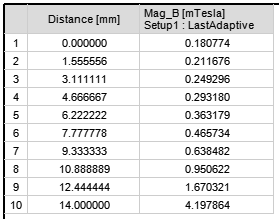 Distance [mm] Mag_B [mTesla]
Setup1 : LastAdaptive
1 0.000000 0.180774
2 1.555556 0.211676
3 3.111111 0.249296
4 4.666667 0.293180
5 6.222222 0.363179
6 7.777778 0.465734
7 9.333333 0.638482
8 10.888889 0.950622
9 12.444444 1.670321
10 14.000000 4.197864